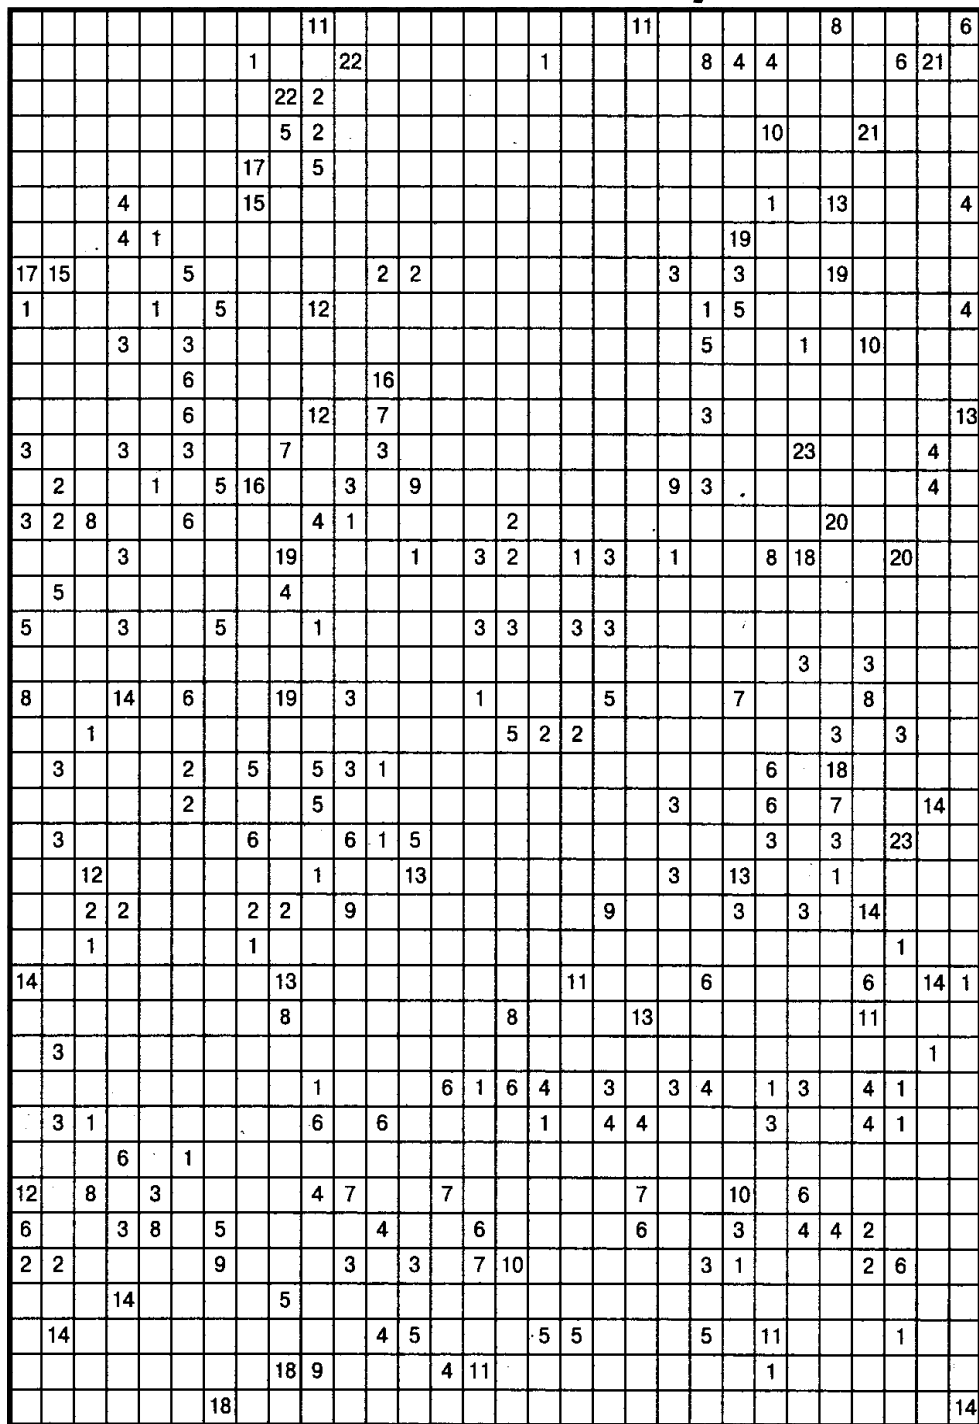 11 11 8 6
1 22 1 8 4 4 6 21
22 2
5 2 10 21
17 5
4 15 1 13 4
4 1 19
17 15 5 2 2 3 3 19
1 1 5 12 1 5 4
3 3 5 1 10
6 16
6 12 7 3 13
3 3 3 7 3 23 4
2 1 5 16 3 9 9 3 4
3 2 8 6 4 1 2 20
3 19 1 3 2 1 3 1 8 18 20
5 4
5 3 5 1 3 3 3 3
3 3
8 14 6 19 3 1 5 7 8
1 5 2 2 3 3
3 2 5 5 3 1 6 18
2 5 3 6 7 14
3 6 6 1 5 3 3 23
12 1 13 3 13 1
2 2 2 2 9 9 3 3 14
1 1 1
14 13 11 6 6 14 1
8 8 13 11
3 1
1 6 1 6 4 3 3 4 1 3 4 1
3 1 6 6 1 4 4 3 4 1
6 1
12 8 3 4 7 7 7 10 6
6 3 8 5 4 6 6 3 4 4 2
2 2 9 3 3 7 10 3 1 2 6
14 5
14 4 5 5 5 5 11 1
18 9 4 11 1
18 14